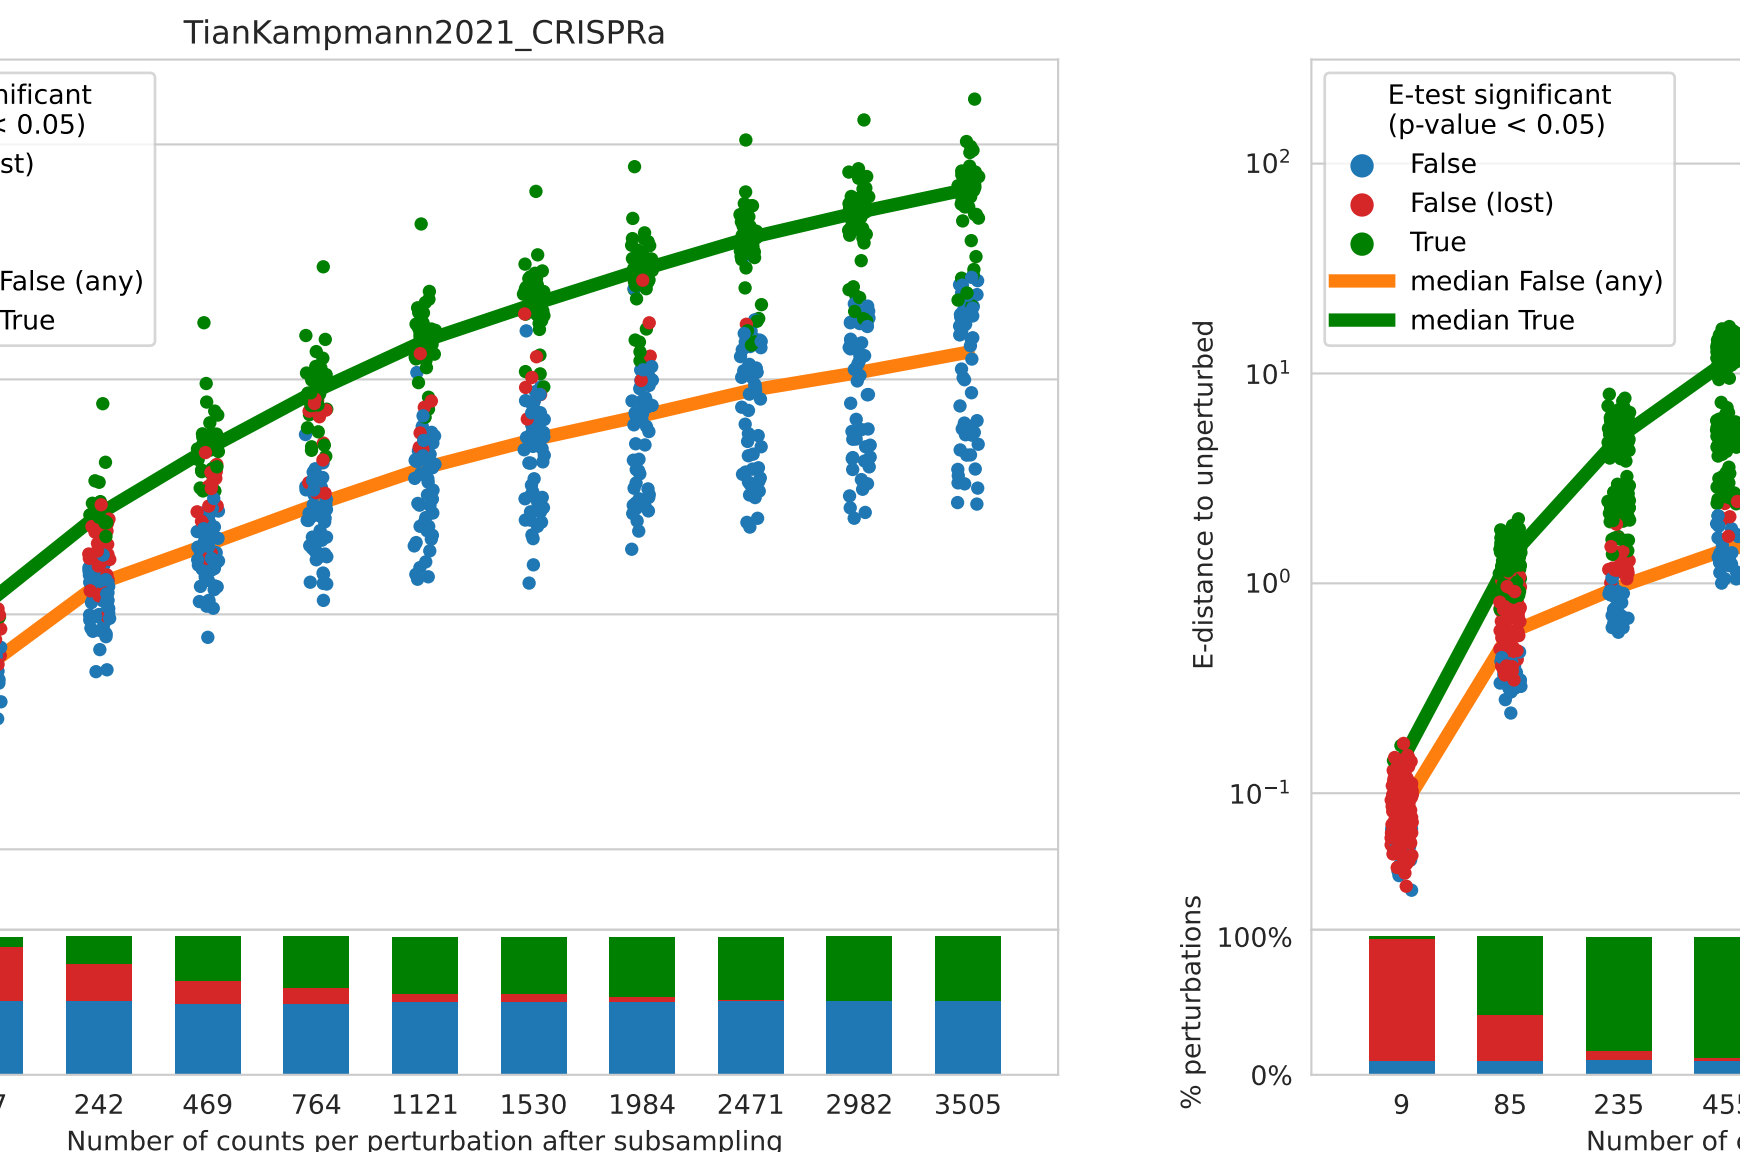 TianKampmann2021_CRISPRa
nificant
< 0.05)
st)
False (any)
True
7 242 469 764 1121 1530 1984 2471 2982 3505
Number of counts per perturbation after subsampling
E-test significant
(p-value < 0.05)
False
False (lost)
True
median False (any)
median True
10²
10¹
10⁰
10⁻¹
E-distance to unperturbed
100%
0%
% perturbations
9 85 235 455
Number of c